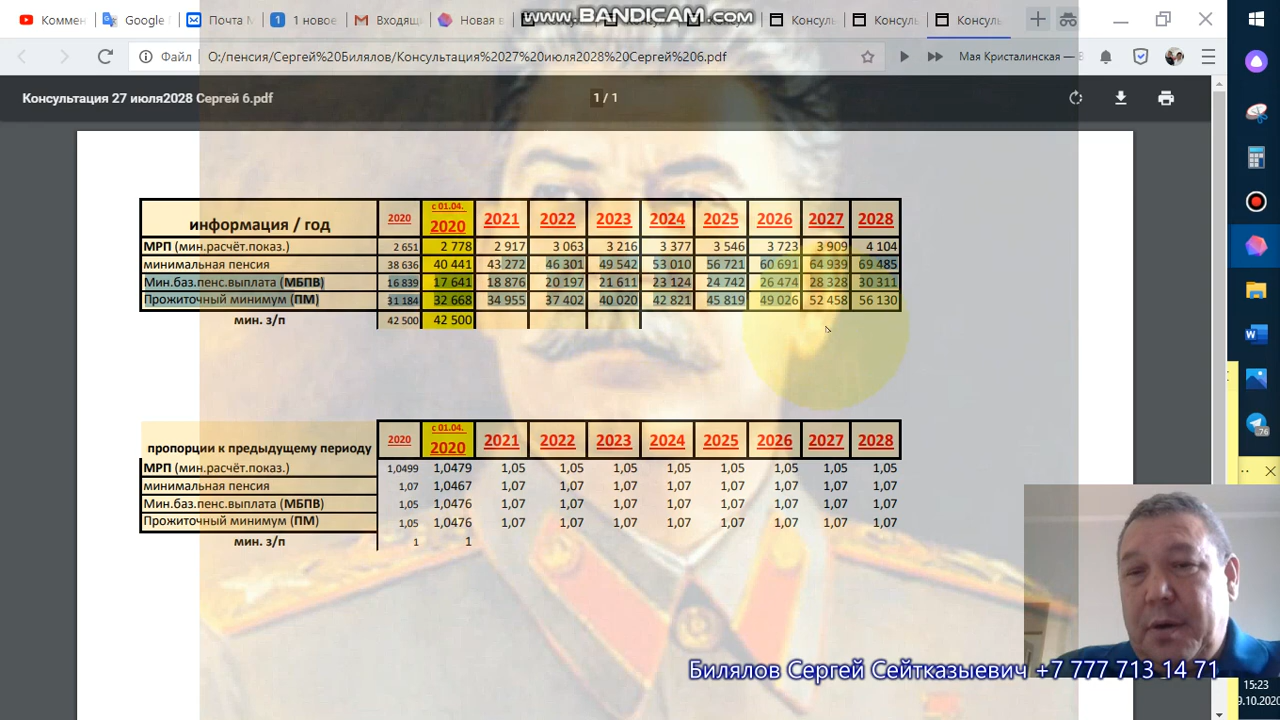 www.BANDICAM.com
Коммен Google Почта М 1 новое Входящ Новая в Консуль Консуль Консуль
Файл O:/пенсия/Сергей%20Билялов/Консультация%2027%20июля2028%20Сергей%206.pdf Мая Кристалинская —
Консультация 27 июля2028 Сергей 6.pdf 1 / 1
информация / год 2020 с 01.04. 2020 2021 2022 2023 2024 2025 2026 2027 2028
МРП (мин.расчёт.показ.) 2 651 2 778 2 917 3 063 3 216 3 377 3 546 3 723 3 909 4 104
минимальная пенсия 38 636 40 441 43 272 46 301 49 542 53 010 56 721 60 691 64 939 69 485
Мин.баз.пенс.выплата (МБПВ) 16 839 17 641 18 876 20 197 21 611 23 124 24 742 26 474 28 328 30 311
Прожиточный минимум (ПМ) 31 184 32 668 34 955 37 402 40 020 42 821 45 819 49 026 52 458 56 130
мин. з/п 42 500 42 500
пропорции к предыдущему периоду 2020 с 01.04. 2020 2021 2022 2023 2024 2025 2026 2027 2028
МРП (мин.расчёт.показ.) 1,0499 1,0479 1,05 1,05 1,05 1,05 1,05 1,05 1,05 1,05
минимальная пенсия 1,07 1,0467 1,07 1,07 1,07 1,07 1,07 1,07 1,07 1,07
Мин.баз.пенс.выплата (МБПВ) 1,05 1,0476 1,07 1,07 1,07 1,07 1,07 1,07 1,07 1,07
Прожиточный минимум (ПМ) 1,05 1,0476 1,07 1,07 1,07 1,07 1,07 1,07 1,07 1,07
мин. з/п 1 1
Билялов Сергей Сейтказыевич +7 777 713 14 71
76
15:23
9.10.2020